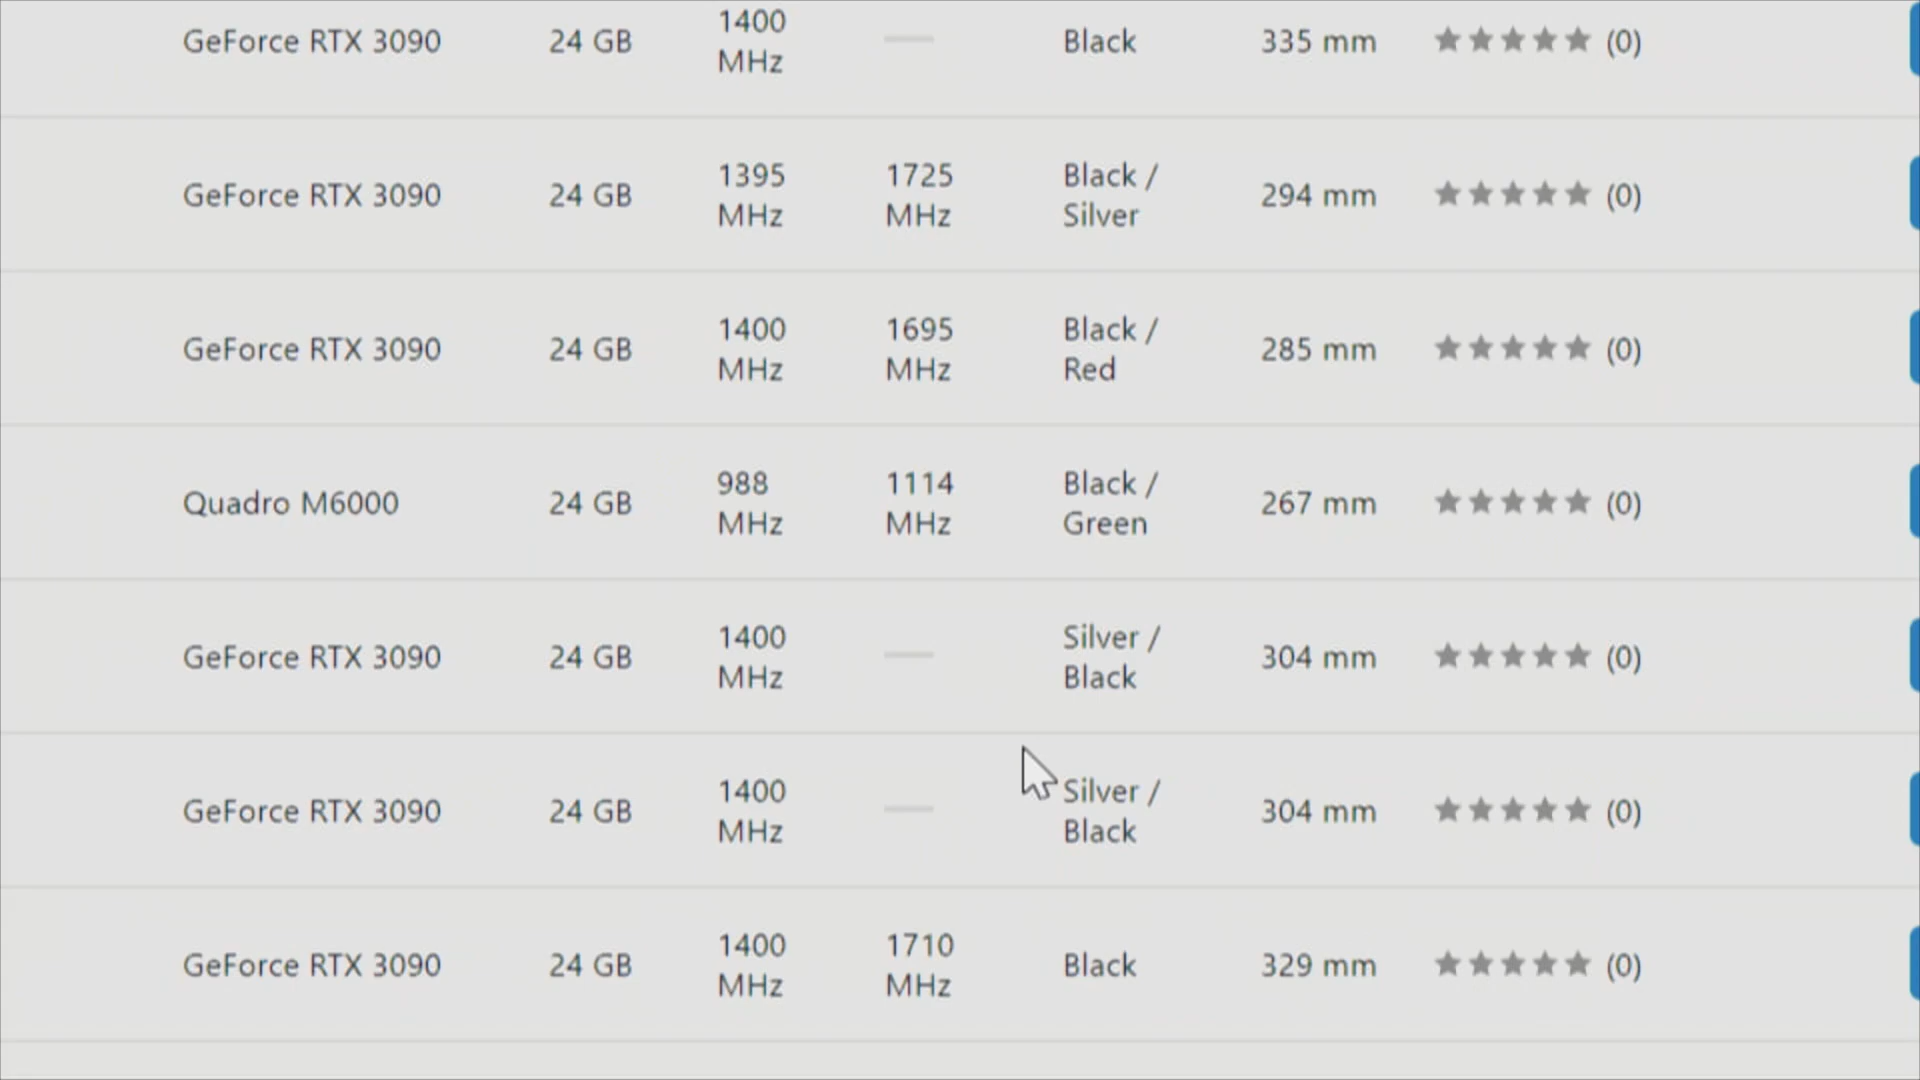 GeForce RTX 3090 24 GB 1400 MHz — Black 335 mm (0)
GeForce RTX 3090 24 GB 1395 MHz 1725 MHz Black / Silver 294 mm (0)
GeForce RTX 3090 24 GB 1400 MHz 1695 MHz Black / Red 285 mm (0)
Quadro M6000 24 GB 988 MHz 1114 MHz Black / Green 267 mm (0)
GeForce RTX 3090 24 GB 1400 MHz — Silver / Black 304 mm (0)
GeForce RTX 3090 24 GB 1400 MHz — Silver / Black 304 mm (0)
GeForce RTX 3090 24 GB 1400 MHz 1710 MHz Black 329 mm (0)